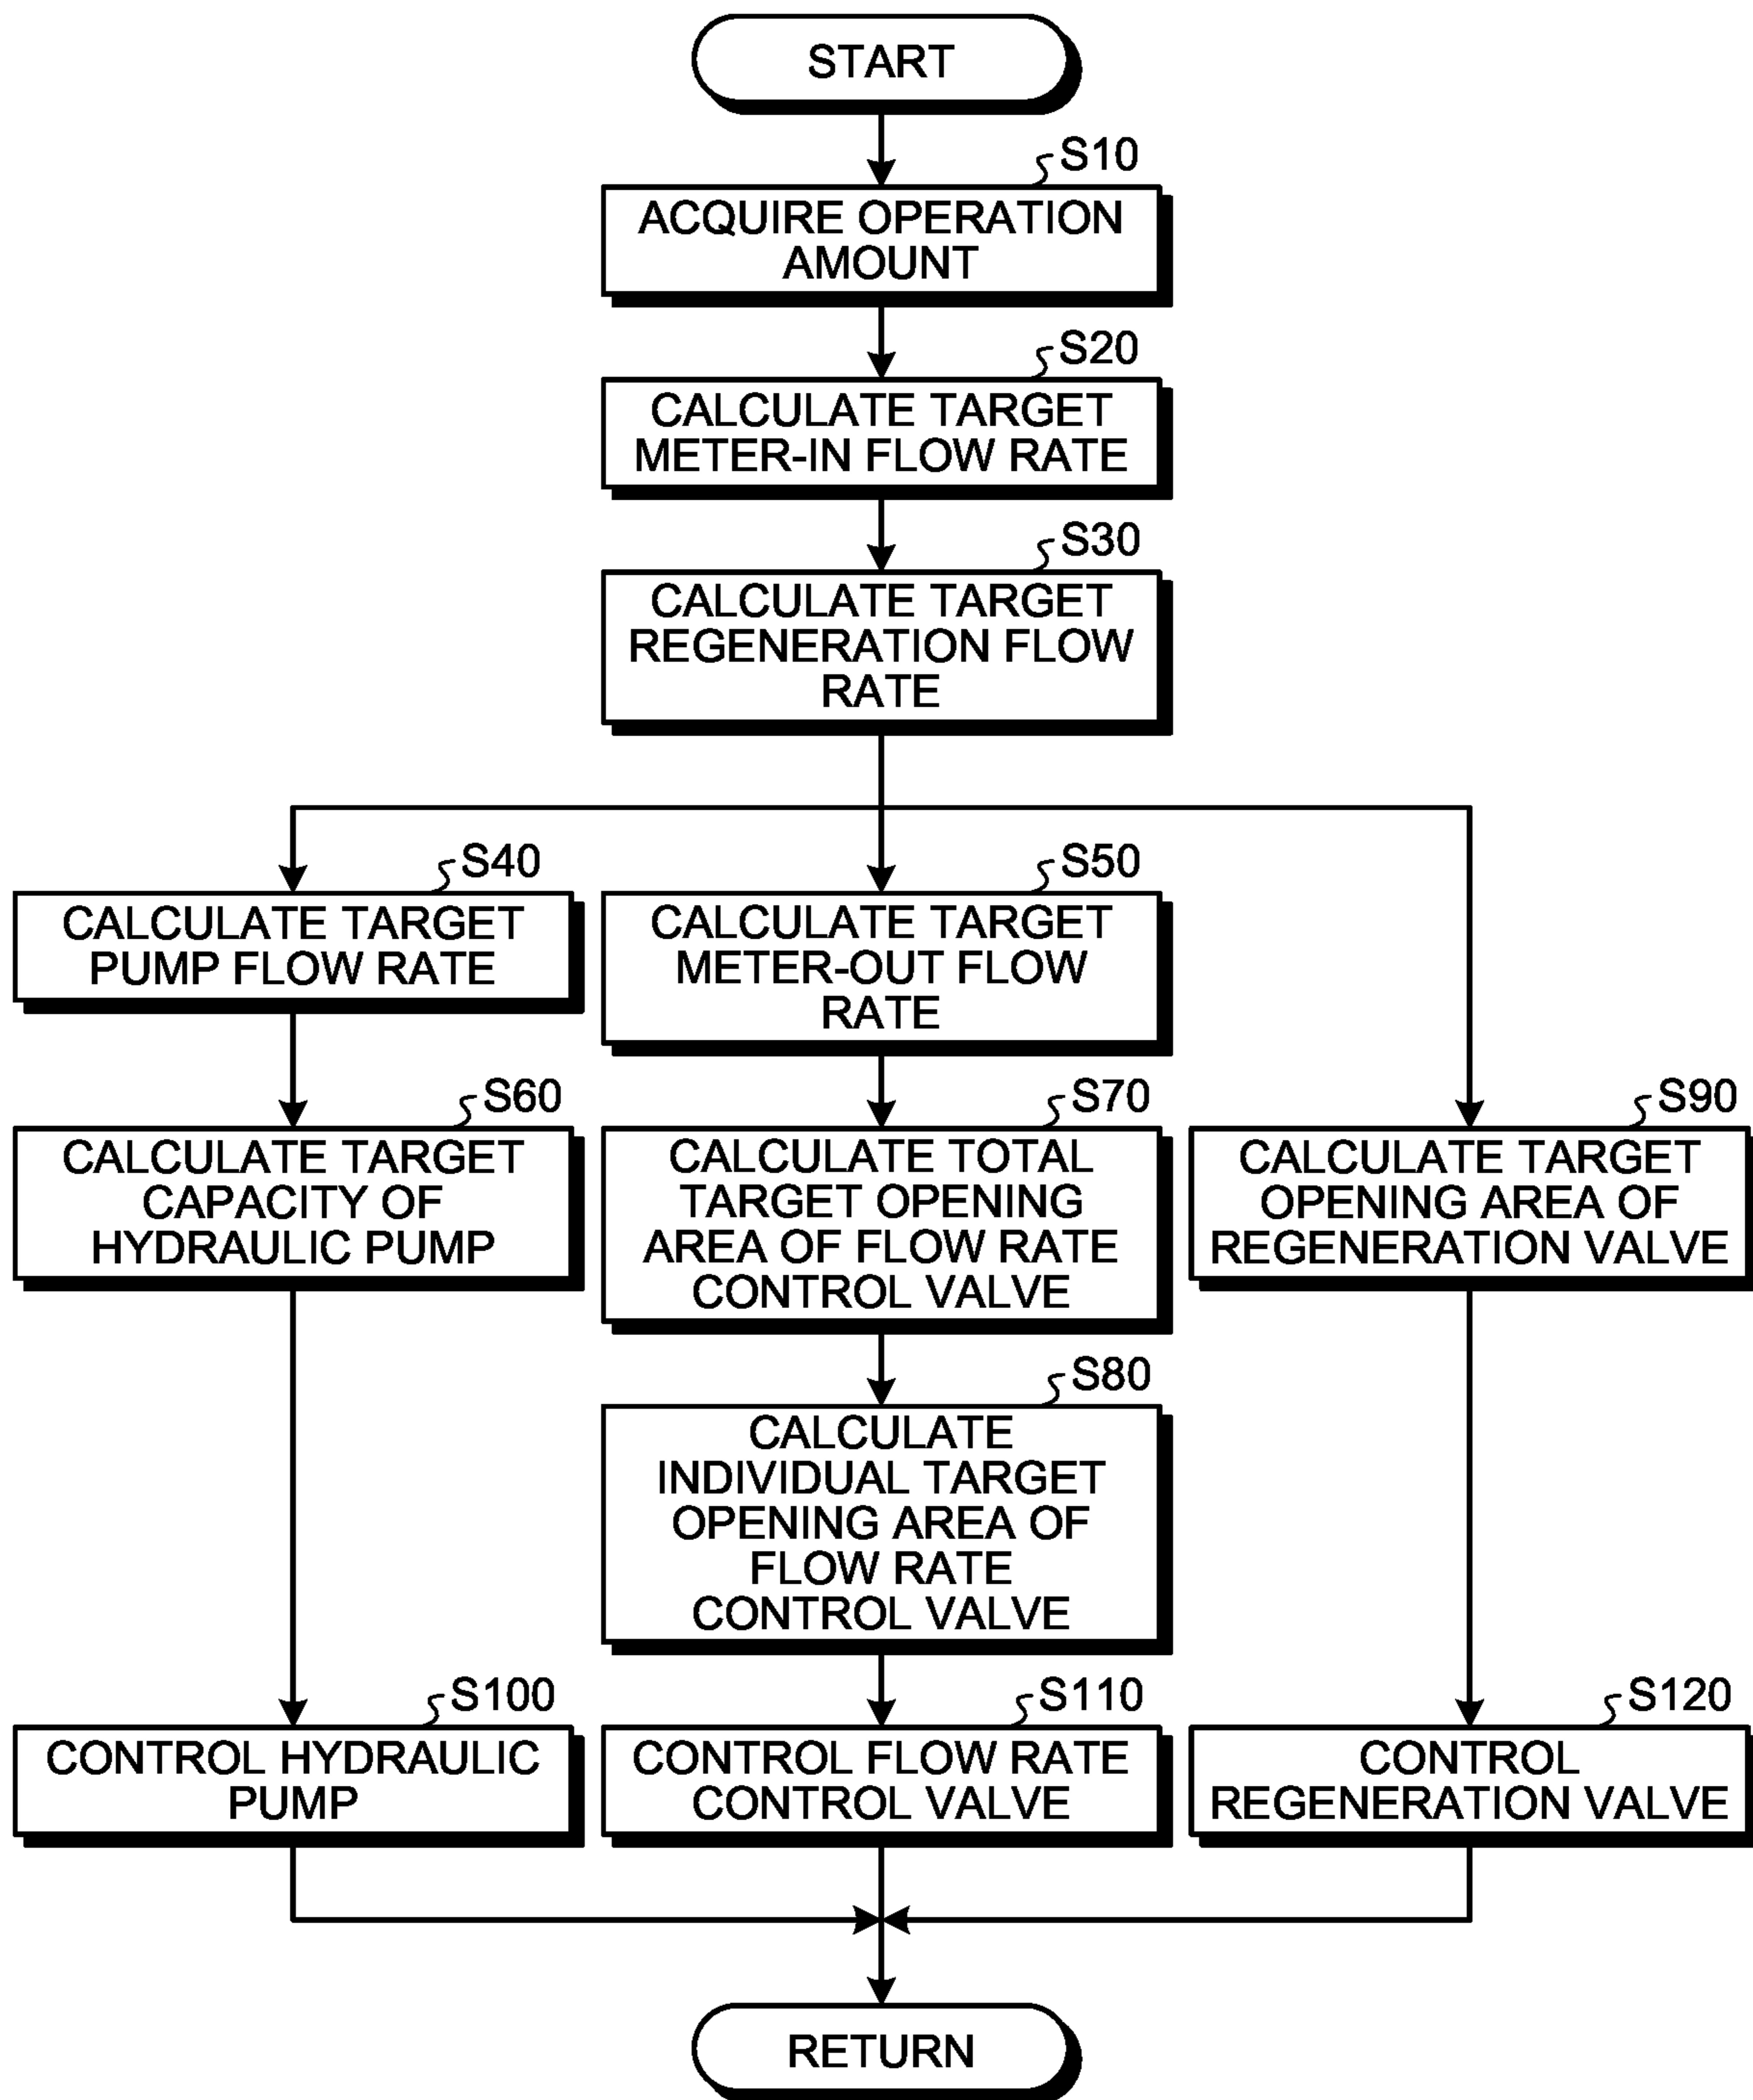 START
S10
ACQUIRE OPERATION
AMOUNT
S20
CALCULATE TARGET
METER-IN FLOW RATE
S30
CALCULATE TARGET
REGENERATION FLOW
RATE
S40
CALCULATE TARGET
PUMP FLOW RATE
S50
CALCULATE TARGET
METER-OUT FLOW
RATE
S60
CALCULATE TARGET
CAPACITY OF
HYDRAULIC PUMP
S70
CALCULATE TOTAL
TARGET OPENING
AREA OF FLOW RATE
CONTROL VALVE
S90
CALCULATE TARGET
OPENING AREA OF
REGENERATION VALVE
S80
CALCULATE
INDIVIDUAL TARGET
OPENING AREA OF
FLOW RATE
CONTROL VALVE
S100
CONTROL HYDRAULIC
PUMP
S110
CONTROL FLOW RATE
CONTROL VALVE
S120
CONTROL
REGENERATION VALVE
RETURN